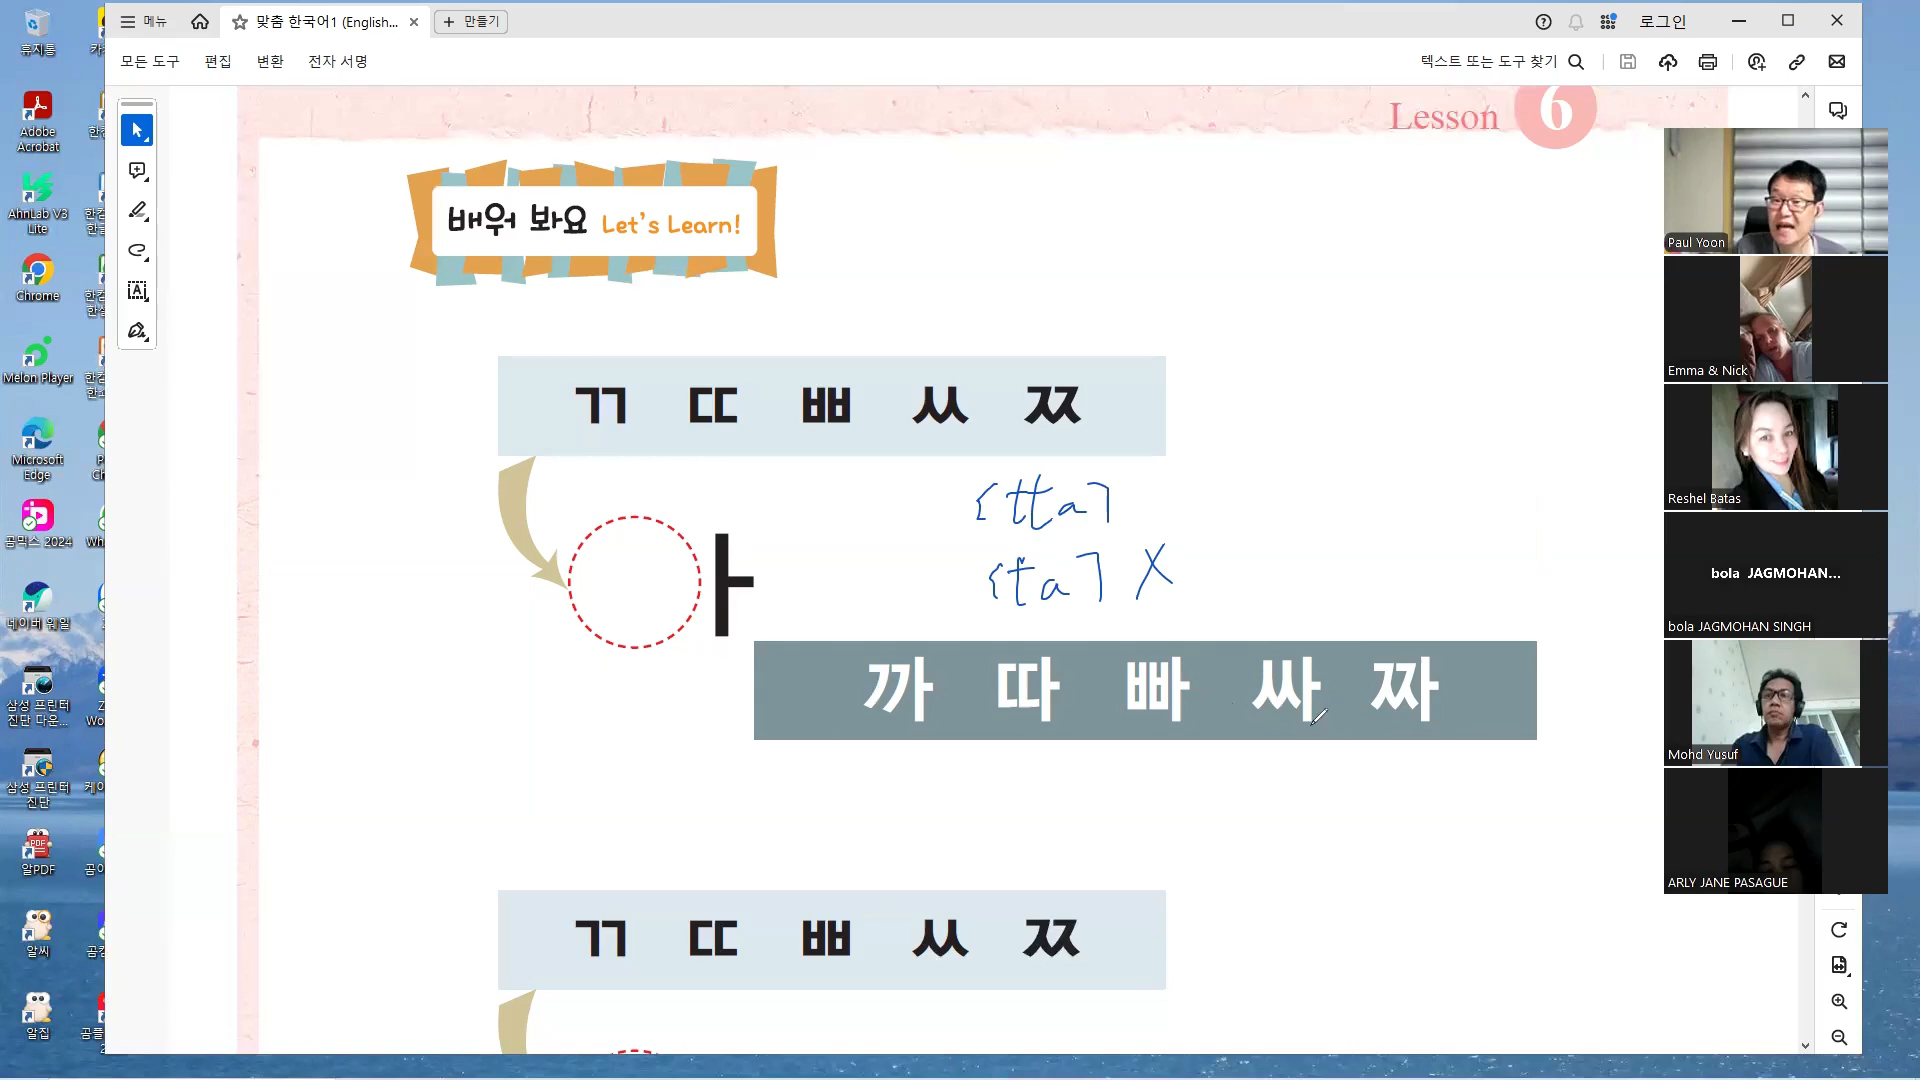 메뉴
맞춤 한국어1 (English...
만들기
로그인
모든 도구
편집
변환
전자 서명
텍스트 또는 도구 찾기
휴지통
Adobe Acrobat
AhnLab V3 Lite
Chrome
Melon Player
Microsoft Edge
곰믹스 2024
네이버 웨일
삼성 프린터 진단 다운...
삼성 프린터 진단
알PDF
알씨
알집
Lesson 6
배워 봐요 Let's Learn!
ㄲ ㄸ ㅃ ㅆ ㅉ
[tta]
ㅏ
[ta] X
까 따 빠 싸 짜
ㄲ ㄸ ㅃ ㅆ ㅉ
Paul Yoon
Emma & Nick
Reshel Batas
bola JAGMOHAN...
bola JAGMOHAN SINGH
Mohd Yusuf
ARLY JANE PASAGUE